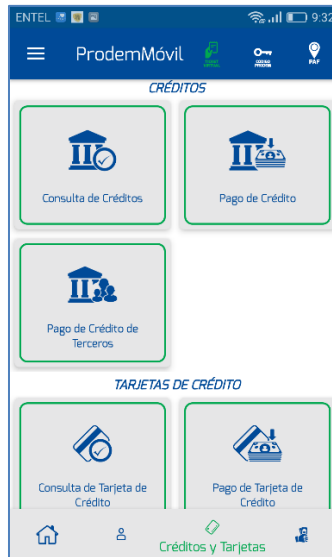 ENTEL 9:32
ProdemMóvil
PAF
CRÉDITOS
Consulta de Créditos
Pago de Crédito
Pago de Crédito de
Terceros
TARJETAS DE CRÉDITO
Consulta de Tarjeta de
Crédito
Pago de Tarjeta de
Crédito
Créditos y Tarjetas